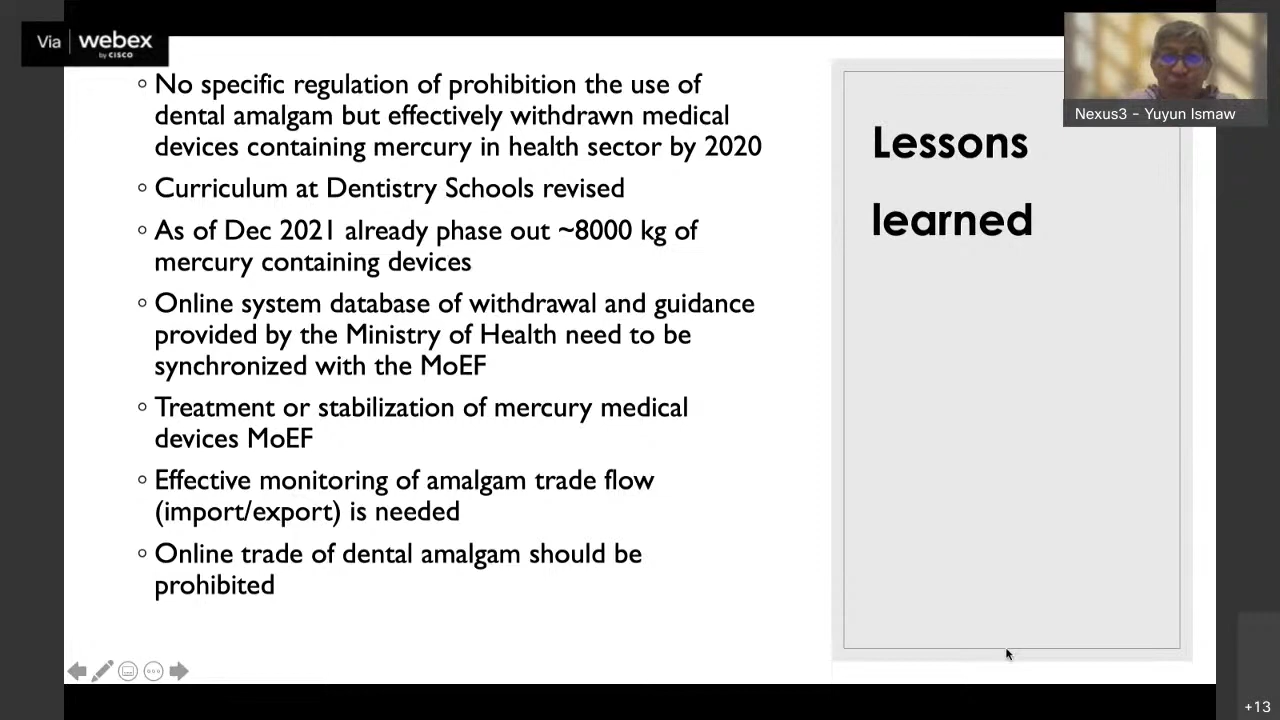 Via webex
by CISCO
No specific regulation of prohibition the use of
dental amalgam but effectively withdrawn medical
devices containing mercury in health sector by 2020
Curriculum at Dentistry Schools revised
As of Dec 2021 already phase out ~8000 kg of
mercury containing devices
Online system database of withdrawal and guidance
provided by the Ministry of Health need to be
synchronized with the MoEF
Treatment or stabilization of mercury medical
devices MoEF
Effective monitoring of amalgam trade flow
(import/export) is needed
Online trade of dental amalgam should be
prohibited
Lessons
learned
Nexus3 - Yuyun Ismaw
+13